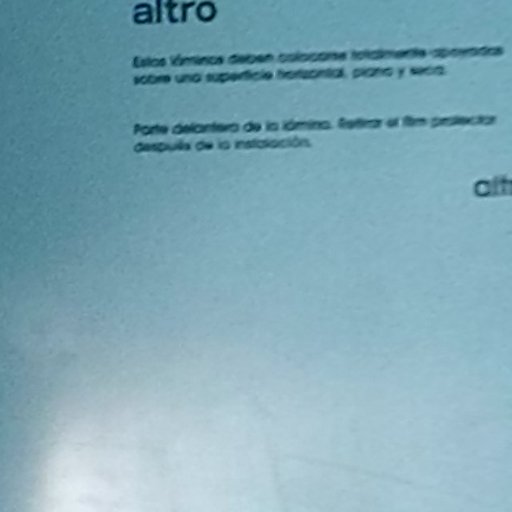 altro
Estas láminas deben colocarse totalmente apoyadas
sobre una superficie horizontal, plana y seca.
Parte delantera de la lámina. Retirar el film protector
después de la instalación.
alt